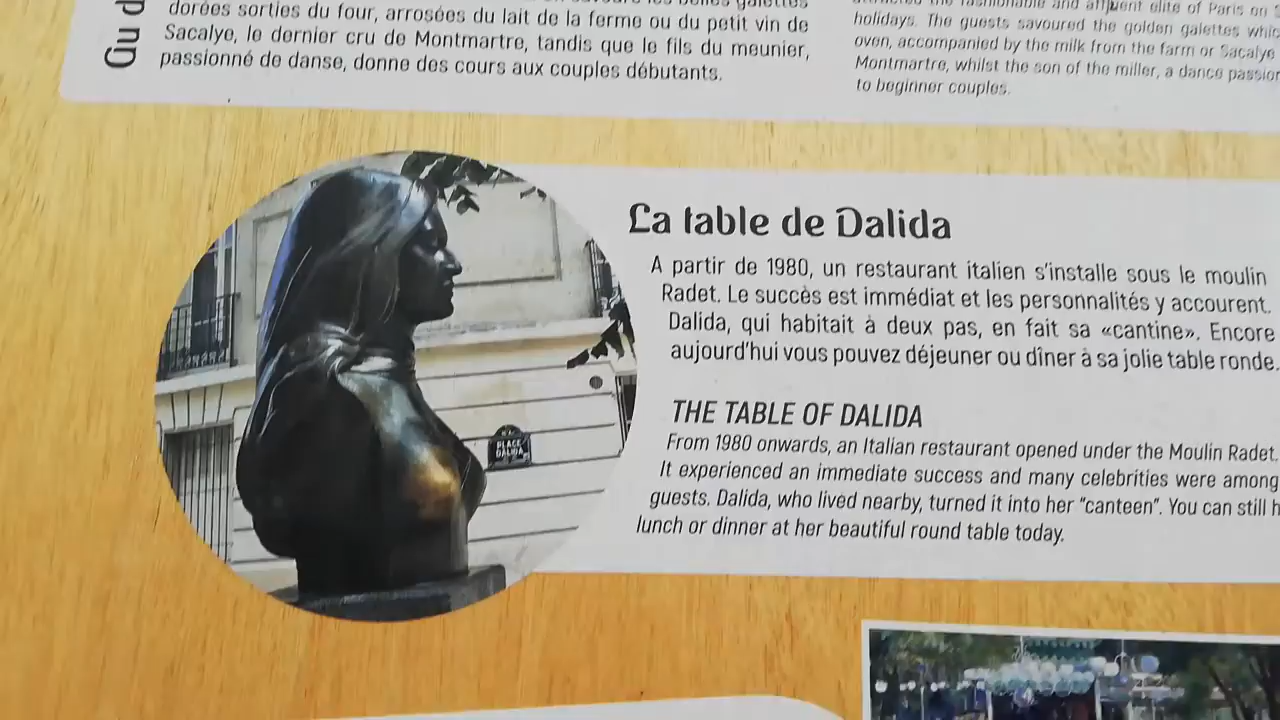 dorées sorties du four, arrosées du lait de la ferme ou du petit vin de
Sacalye, le dernier cru de Montmartre, tandis que le fils du meunier,
passionné de danse, donne des cours aux couples débutants.
holidays. The guests savoured the golden galettes
oven, accompanied by the milk from the farm or Sacalye
Montmartre, whilst the son of the miller, a dance
to beginner couples.
La table de Dalida
A partir de 1980, un restaurant italien s'installe sous le moulin
Radet. Le succès est immédiat et les personnalités y accourent.
Dalida, qui habitait à deux pas, en fait sa «cantine». Encore
aujourd'hui vous pouvez déjeuner ou dîner à sa jolie table ronde.
PLACE
DALIDA
THE TABLE OF DALIDA
From 1980 onwards, an Italian restaurant opened under the Moulin Radet.
It experienced an immediate success and many celebrities were among
guests. Dalida, who lived nearby, turned it into her "canteen". You can still
lunch or dinner at her beautiful round table today.